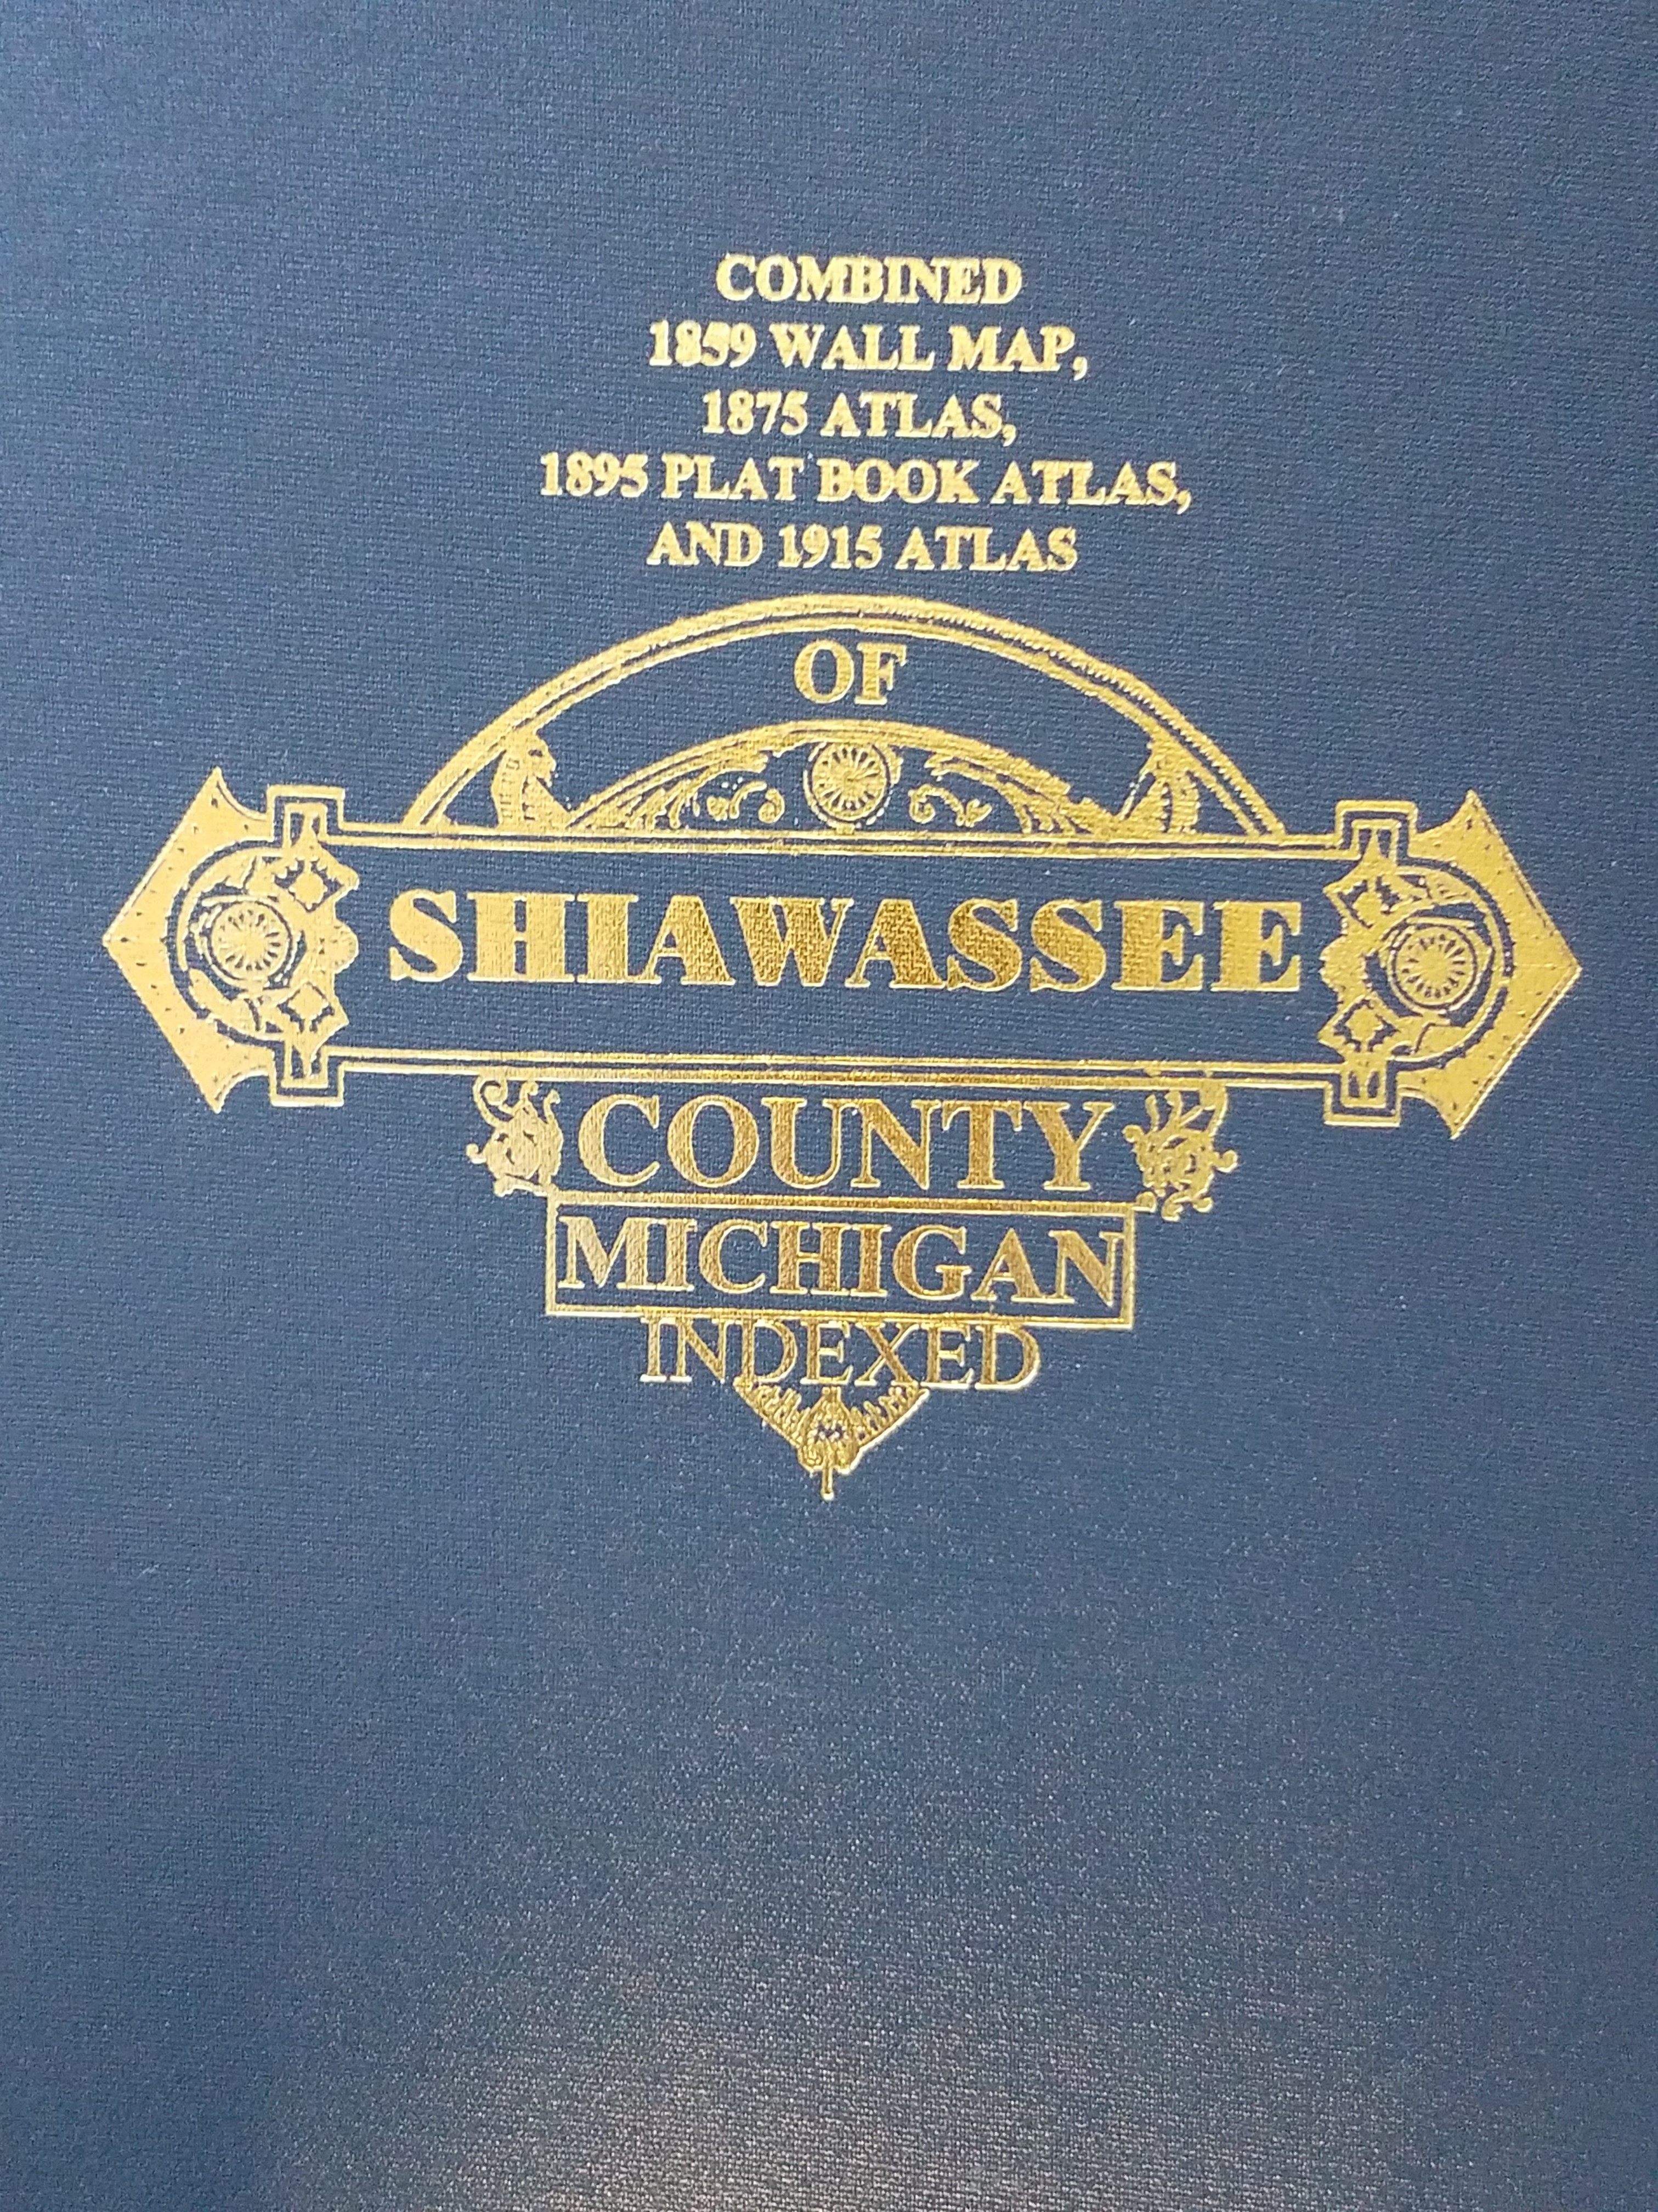 COMBINED
1859 WALL MAP,
1875 ATLAS,
1895 PLAT BOOK ATLAS,
AND 1915 ATLAS
OF
SHIAWASSEE
COUNTY
MICHIGAN
INDEXED